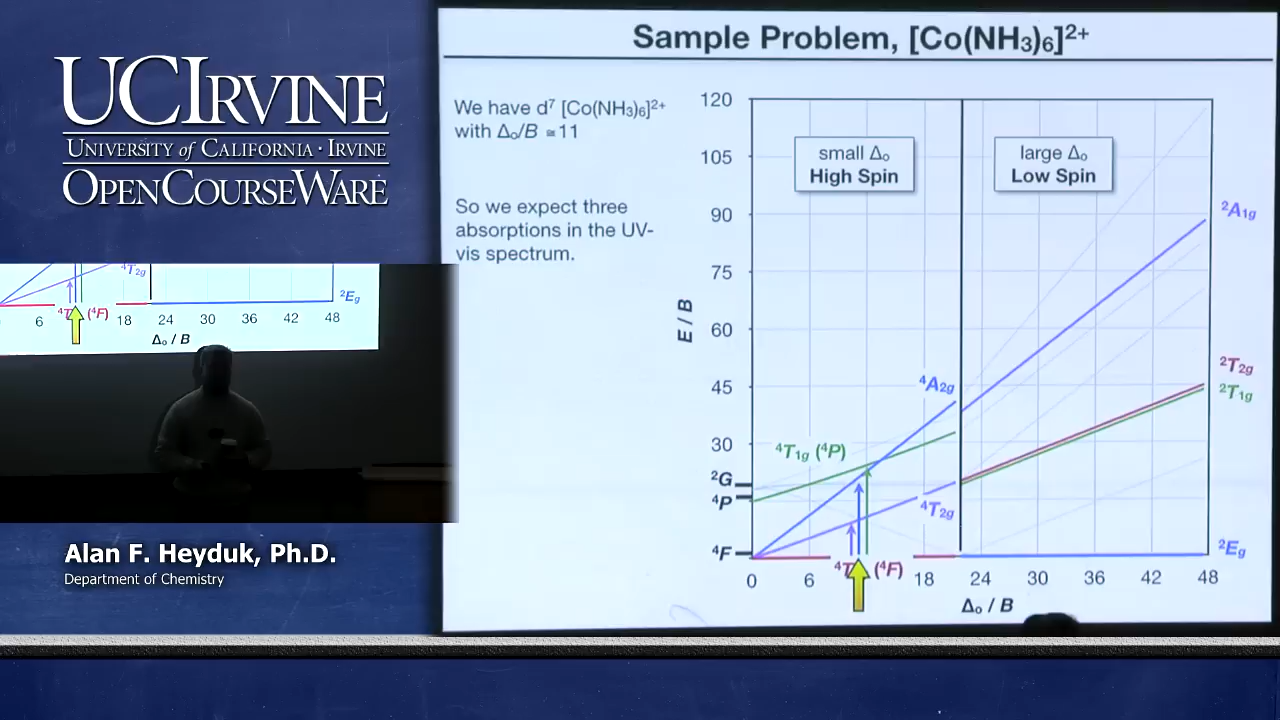 UCIRVINE
UNIVERSITY of CALIFORNIA · IRVINE
OPENCOURSEWARE
Sample Problem, [Co(NH₃)₆]²⁺
We have d⁷ [Co(NH₃)₆]²⁺
with Δₒ/B ≅11
So we expect three
absorptions in the UV-
vis spectrum.
120
105
90
75
60
45
30
E / B
small Δₒ
High Spin
large Δₒ
Low Spin
²A1g
²T2g
²T1g
²Eg
⁴A2g
⁴T1g (⁴P)
⁴T2g
²G
⁴P
⁴F
⁴T (⁴F)
0 6 18 24 30 36 42 48
Δₒ / B
⁴T2g
²Eg
⁴T (⁴F)
6 18 24 30 36 42 48
Δₒ / B
Alan F. Heyduk, Ph.D.
Department of Chemistry